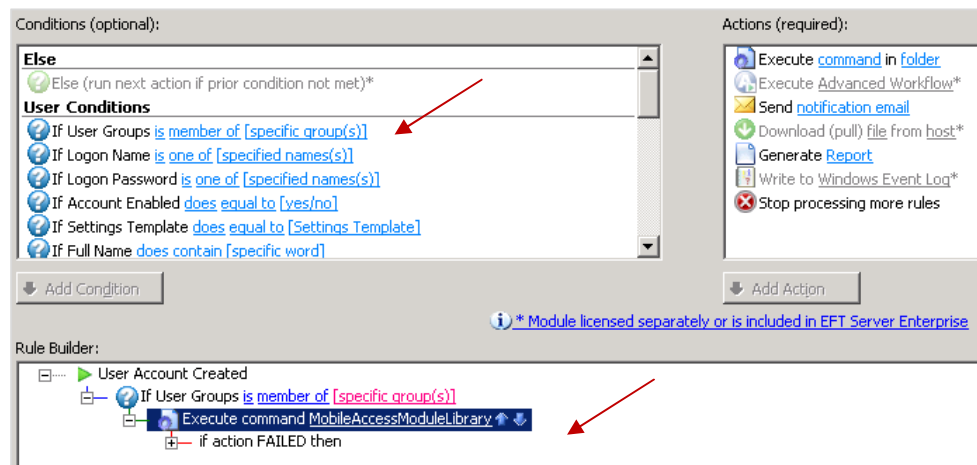 Conditions (optional):
Else
Else (run next action if prior condition not met)*
User Conditions
If User Groups is member of [specific group(s)]
If Logon Name is one of [specified names(s)]
If Logon Password is one of [specified names(s)]
If Account Enabled does equal to [yes/no]
If Settings Template does equal to [Settings Template]
If Full Name does contain [specific word]
Add Condition
Actions (required):
Execute command in folder
Execute Advanced Workflow*
Send notification email
Download (pull) file from host*
Generate Report
Write to Windows Event Log*
Stop processing more rules
Add Action
* Module licensed separately or is included in EFT Server Enterprise
Rule Builder:
User Account Created
If User Groups is member of [specific group(s)]
Execute command MobileAccessModuleLibrary
if action FAILED then